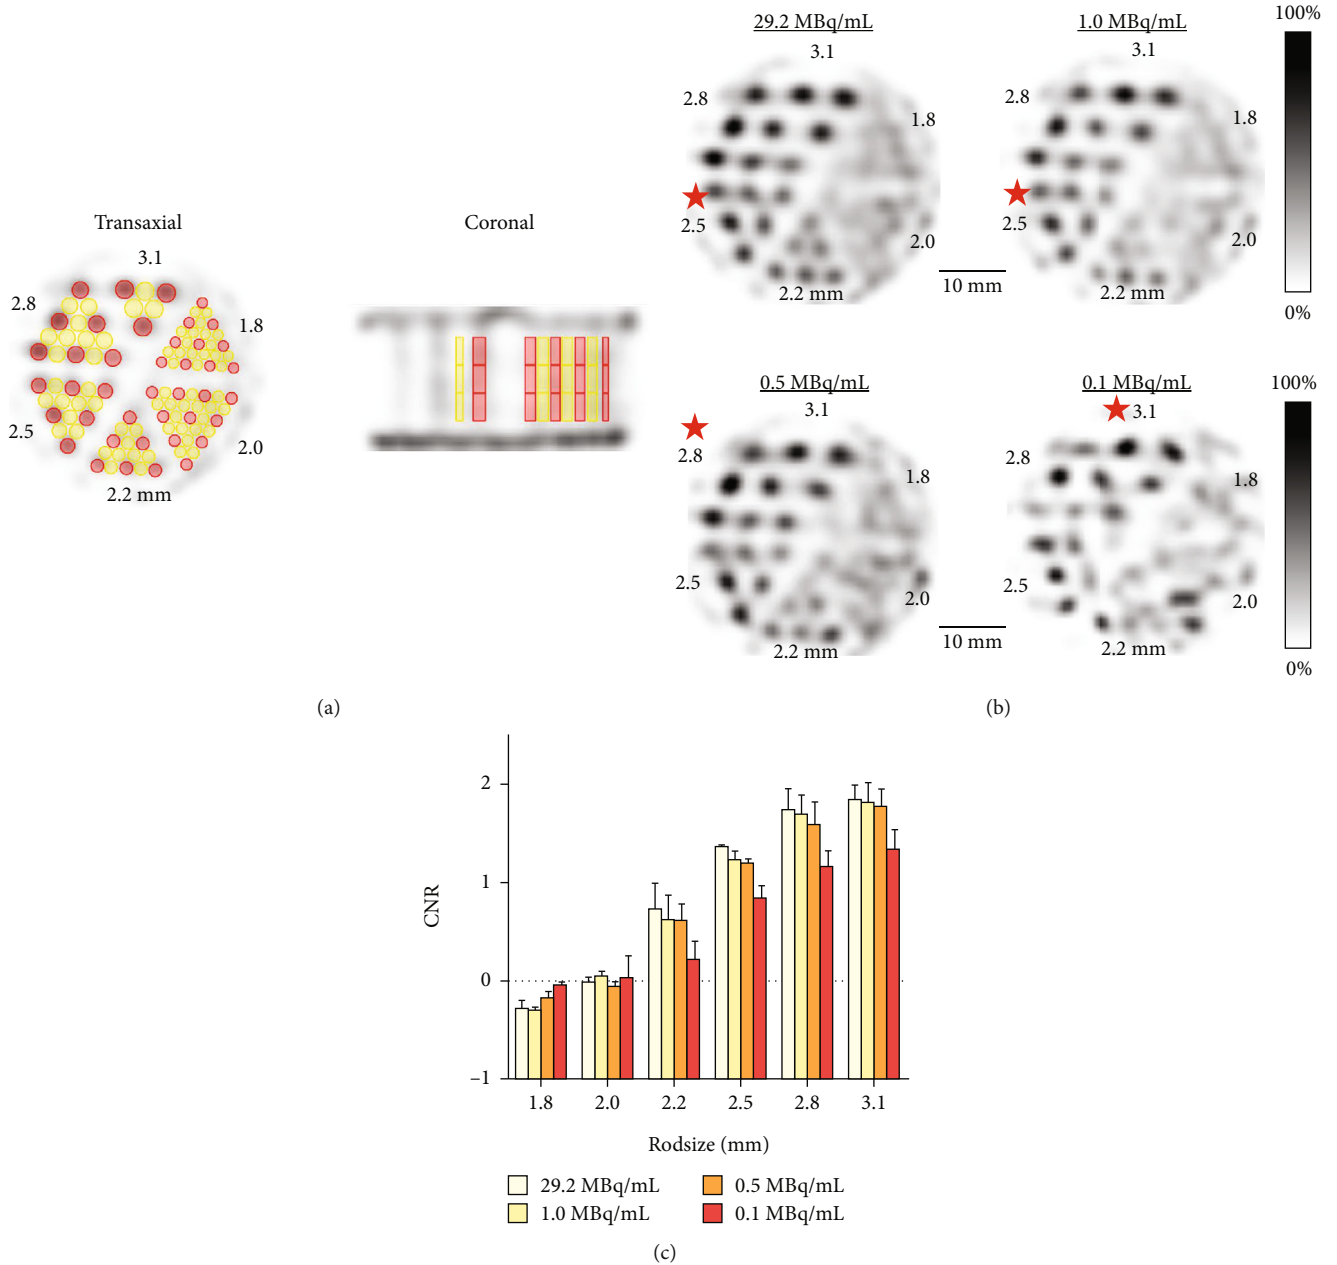 Transaxial
3.1
2.8
1.8
2.5
2.0
2.2 mm
Coronal
(a)
29.2 MBq/mL
3.1
2.8
1.8
2.5
2.0
2.2 mm
1.0 MBq/mL
3.1
2.8
1.8
2.5
2.0
2.2 mm
10 mm
100%
0%
0.5 MBq/mL
3.1
2.8
1.8
2.5
2.0
2.2 mm
0.1 MBq/mL
3.1
2.8
1.8
2.5
2.0
2.2 mm
10 mm
100%
0%
(b)
CNR
2
1
0
–1
1.8 2.0 2.2 2.5 2.8 3.1
Rodsize (mm)
29.2 MBq/mL
1.0 MBq/mL
0.5 MBq/mL
0.1 MBq/mL
(c)